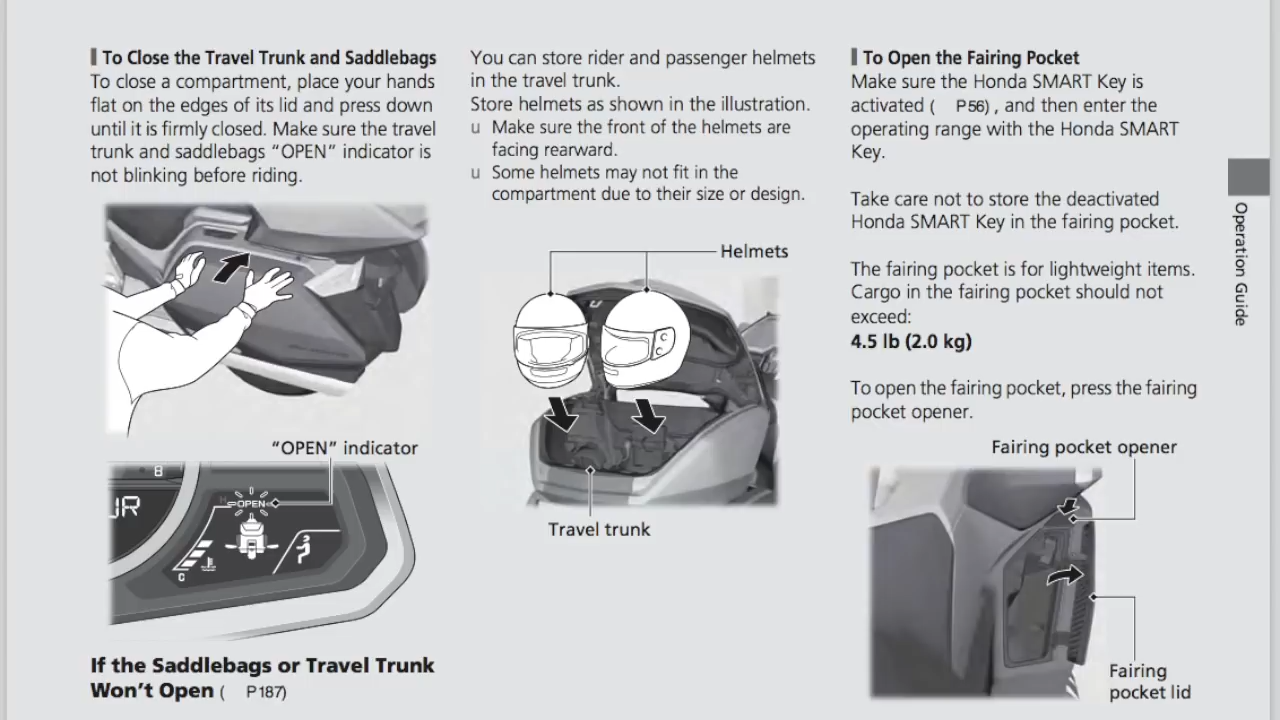 To Close the Travel Trunk and Saddlebags
To close a compartment, place your hands
flat on the edges of its lid and press down
until it is firmly closed. Make sure the travel
trunk and saddlebags “OPEN” indicator is
not blinking before riding.
“OPEN” indicator
8
UR
H
OPEN
C
If the Saddlebags or Travel Trunk
Won’t Open ( P187)
You can store rider and passenger helmets
in the travel trunk.
Store helmets as shown in the illustration.
u Make sure the front of the helmets are
facing rearward.
u Some helmets may not fit in the
compartment due to their size or design.
Helmets
Travel trunk
To Open the Fairing Pocket
Make sure the Honda SMART Key is
activated ( P56) , and then enter the
operating range with the Honda SMART
Key.
Take care not to store the deactivated
Honda SMART Key in the fairing pocket.
The fairing pocket is for lightweight items.
Cargo in the fairing pocket should not
exceed:
4.5 lb (2.0 kg)
To open the fairing pocket, press the fairing
pocket opener.
Fairing pocket opener
Fairing
pocket lid
Operation Guide